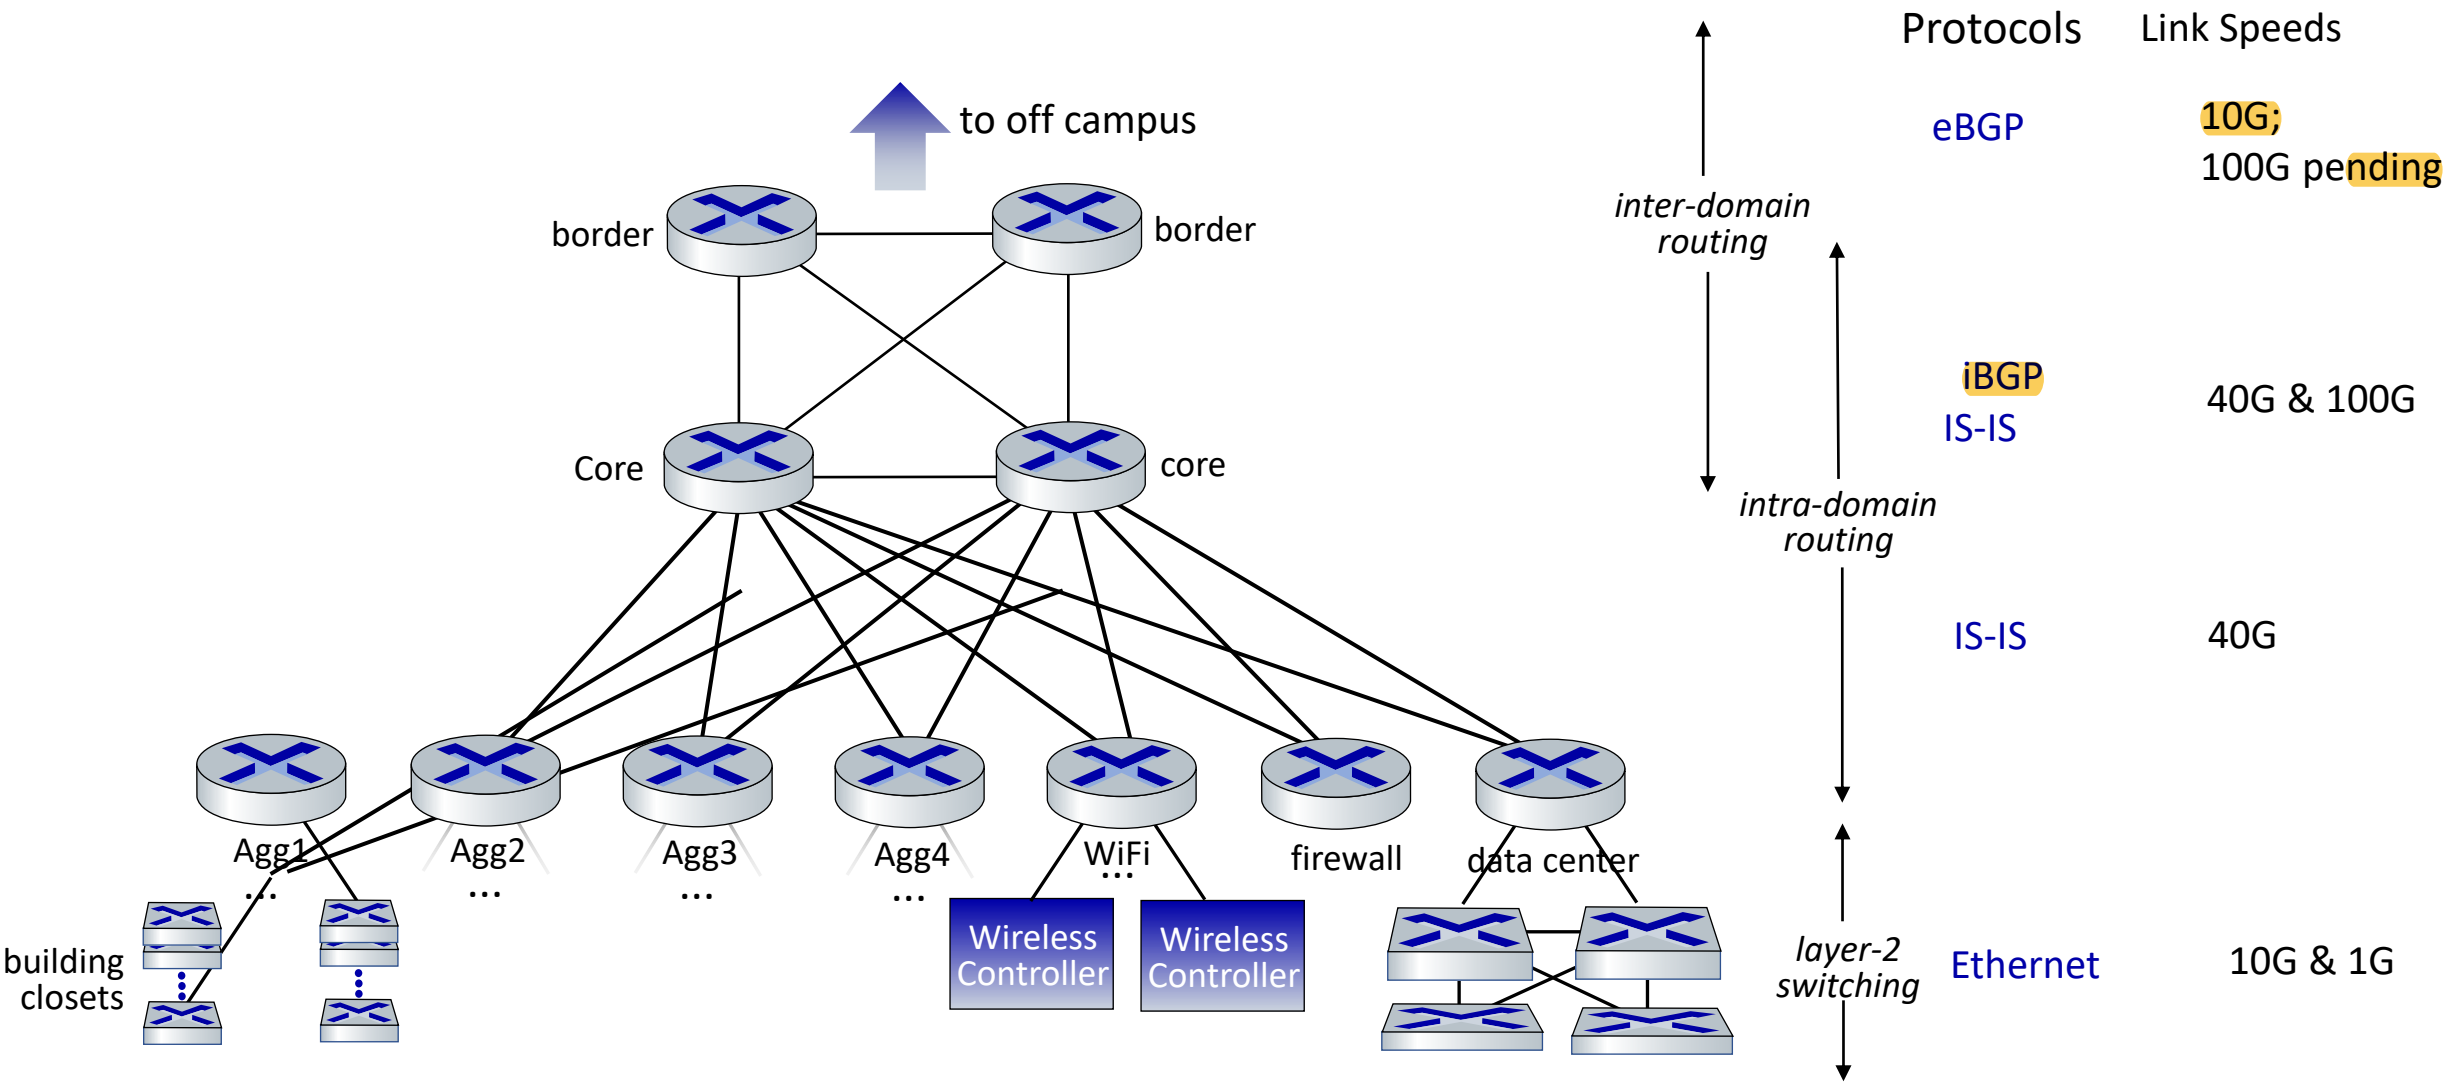 Protocols
Link Speeds
to off campus
eBGP
10G;
100G pending
border
border
inter-domain
routing
iBGP
IS-IS
40G & 100G
Core
core
intra-domain
routing
IS-IS
40G
Agg1
Agg2
Agg3
Agg4
WiFi
firewall
data center
...
...
...
...
...
building
closets
Wireless
Controller
Wireless
Controller
layer-2
switching
Ethernet
10G & 1G